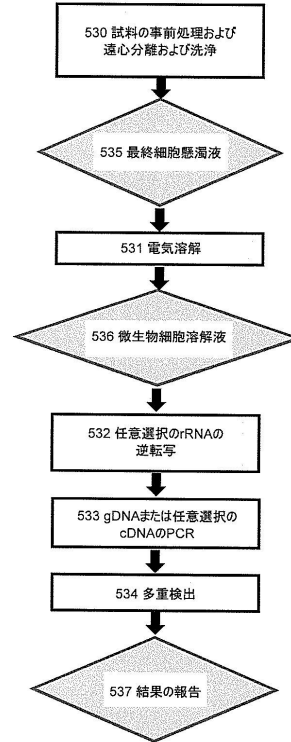 530 試料の事前処理および
遠心分離および洗浄
535 最終細胞懸濁液
531 電気溶解
536 微生物細胞溶解液
532 任意選択のrRNAの
逆転写
533 gDNAまたは任意選択の
cDNAのPCR
534 多重検出
537 結果の報告